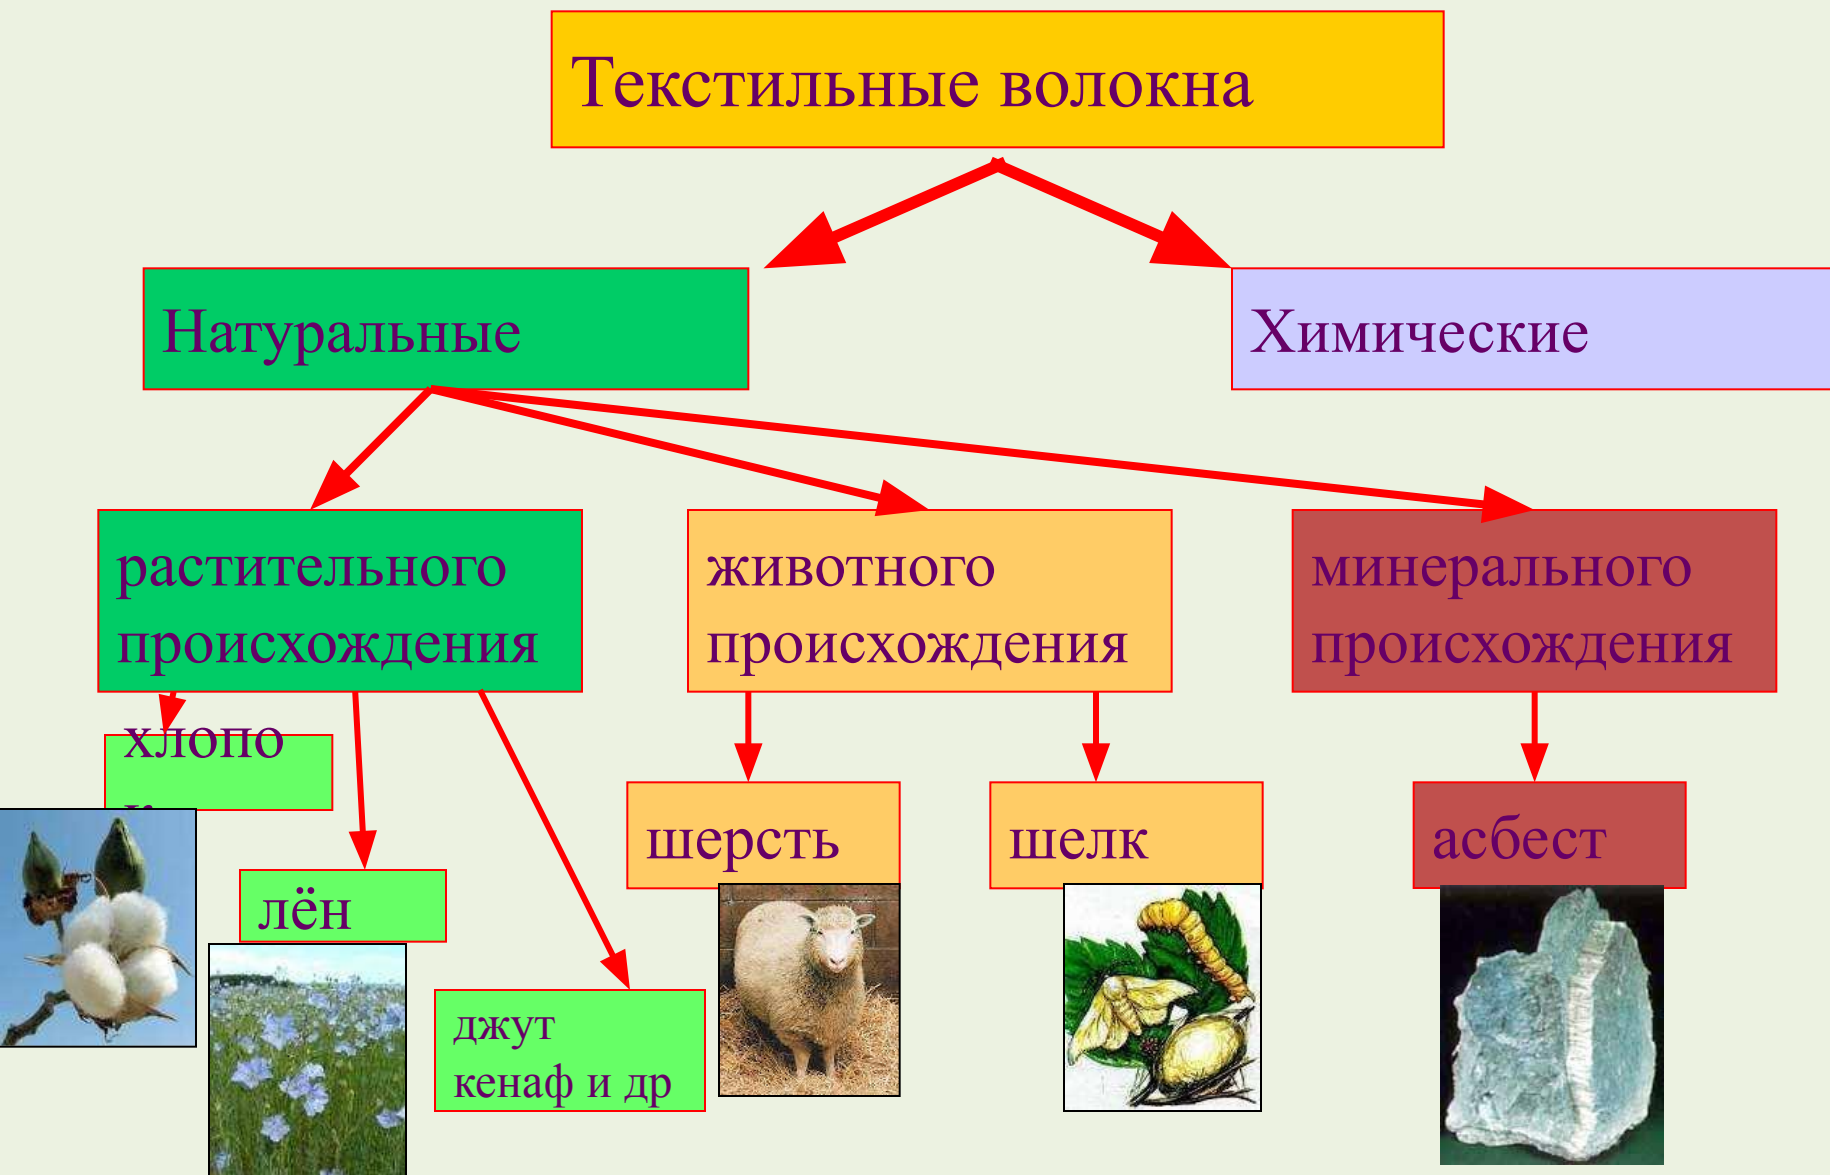 Текстильные волокна
Натуральные
Химические
растительного
происхождения
животного
происхождения
минерального
происхождения
хлопо
к
шерсть
шелк
асбест
лён
джут
кенаф и др